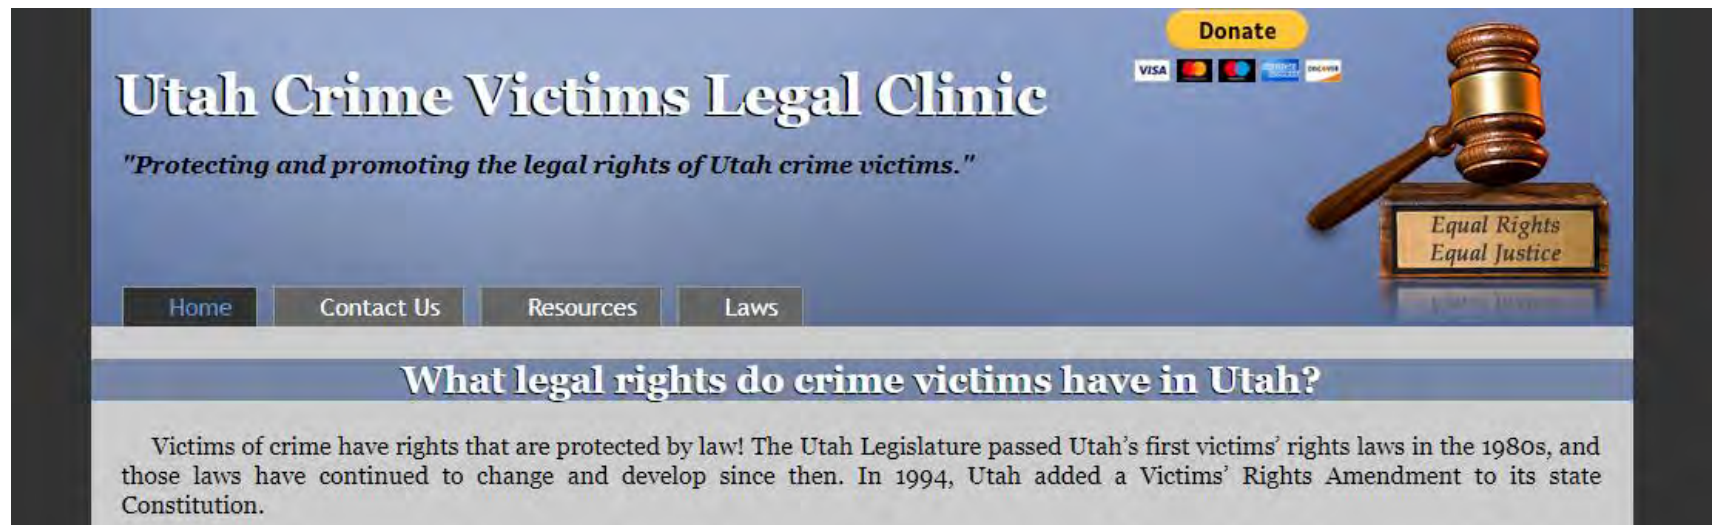 Donate
VISA
DISCOVER
Utah Crime Victims Legal Clinic
"Protecting and promoting the legal rights of Utah crime victims."
Equal Rights
Equal Justice
Home
Contact Us
Resources
Laws
What legal rights do crime victims have in Utah?
Victims of crime have rights that are protected by law! The Utah Legislature passed Utah’s first victims’ rights laws in the 1980s, and
those laws have continued to change and develop since then. In 1994, Utah added a Victims’ Rights Amendment to its state
Constitution.